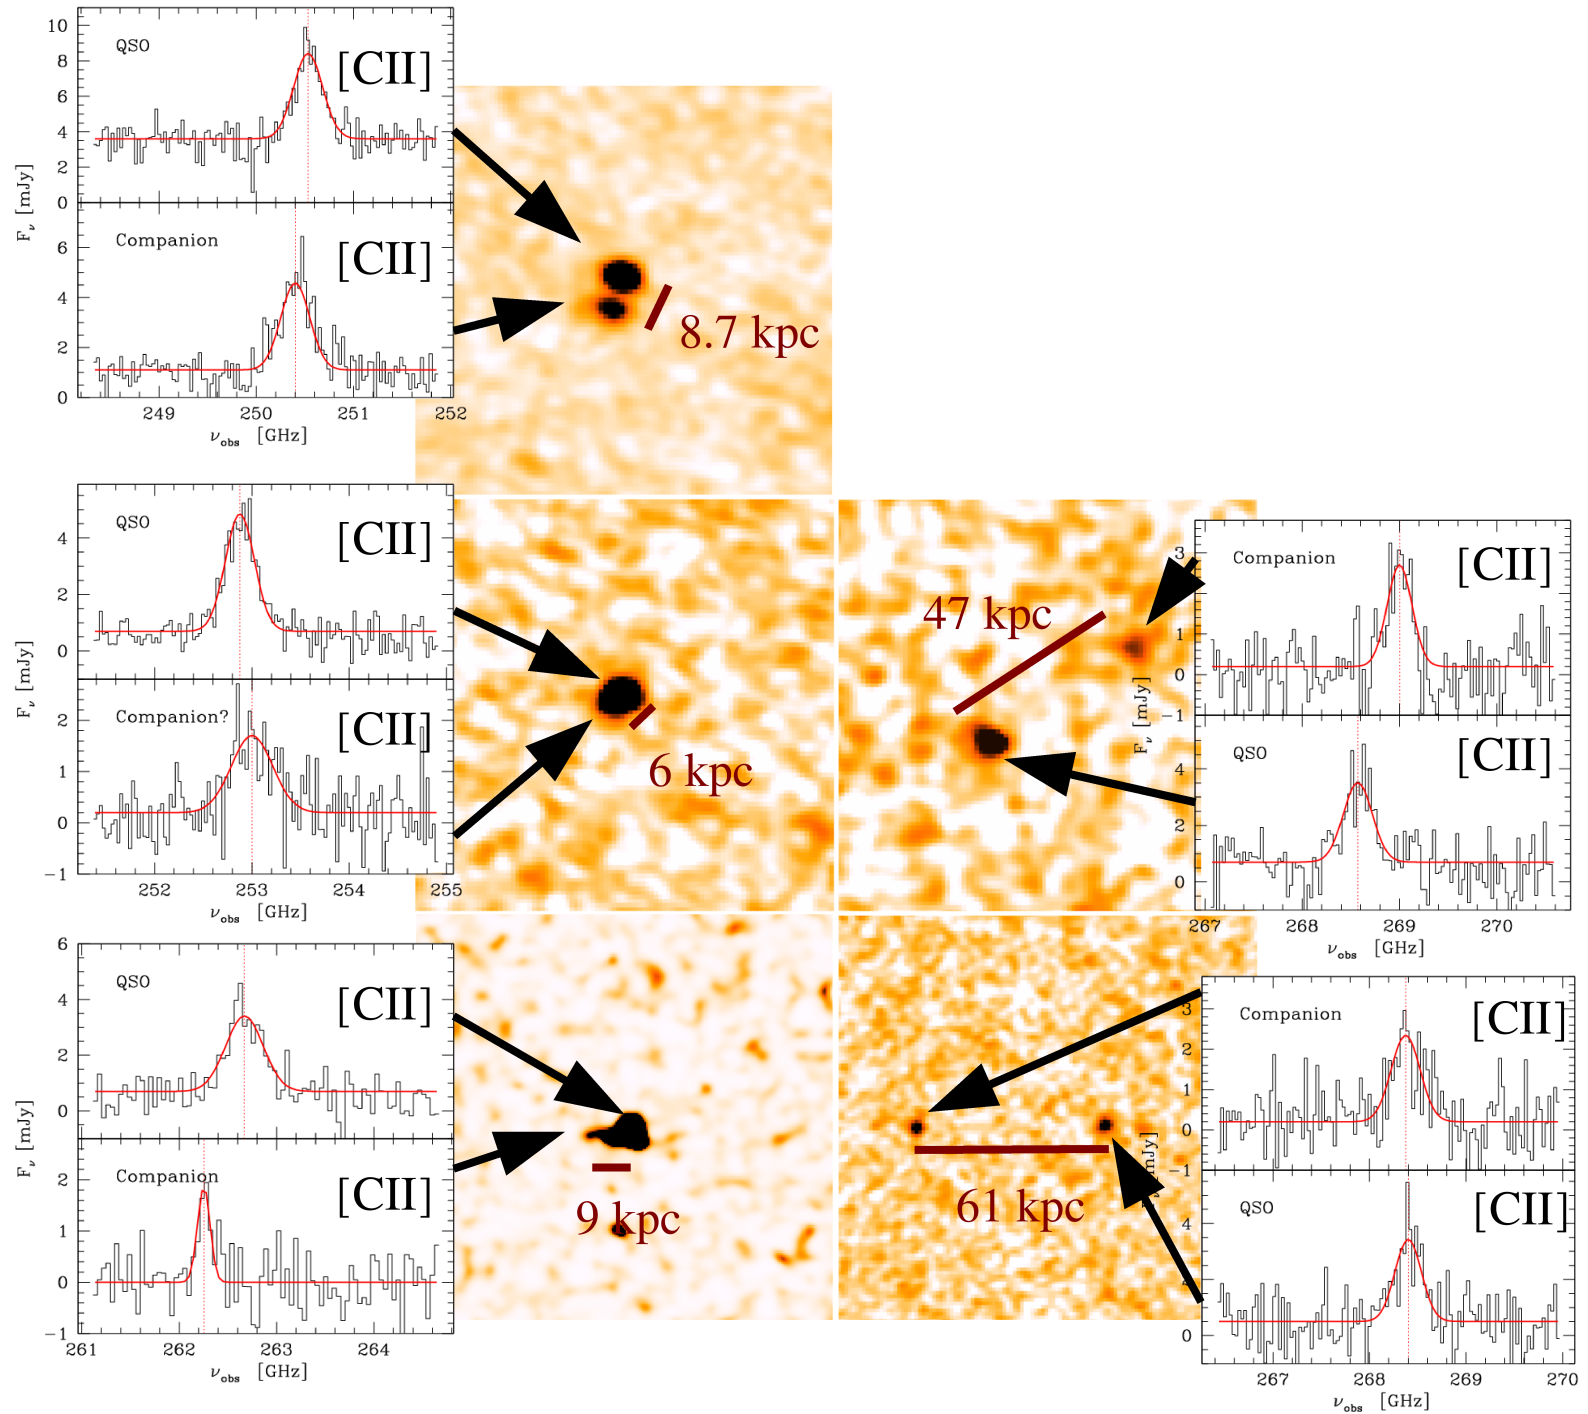 10
8
6
4
2
0
QSO
[CII]
F_ν [mJy]
6
4
2
0
Companion
[CII]
249
250
251
252
ν_obs [GHz]
8.7 kpc
4
2
0
QSO
[CII]
F_ν [mJy]
2
1
0
−1
Companion?
[CII]
252
253
254
255
ν_obs [GHz]
6 kpc
47 kpc
3
1
0
−1
Companion
[CII]
F_ν [mJy]
4
2
0
QSO
[CII]
267
268
269
270
ν_obs [GHz]
6
4
2
0
QSO
[CII]
F_ν [mJy]
2
1
0
−1
Companion
[CII]
261
262
263
264
ν_obs [GHz]
9 kpc
61 kpc
3
2
1
0
−1
Companion
[CII]
mJy]
4
2
0
QSO
[CII]
267
268
269
270
ν_obs [GHz]